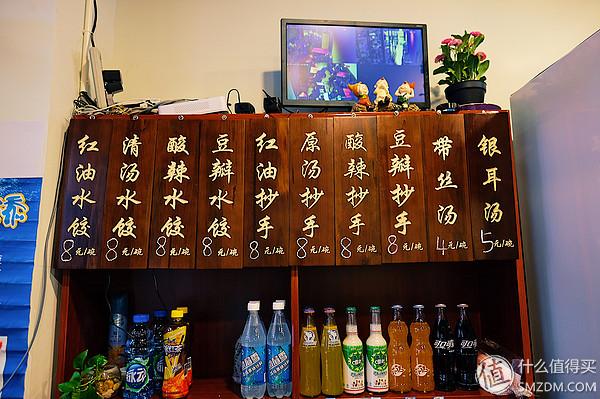 红油水饺 8元/碗
清汤水饺 8元/碗
酸辣水饺 8元/碗
豆瓣水饺 8元/碗
红油抄手 8元/碗
原汤抄手 8元/碗
酸辣抄手 8元/碗
豆瓣抄手 8元/碗
带丝汤 4元/碗
银耳汤 5元/碗
乔
值 什么值得买
SMZDM.COM